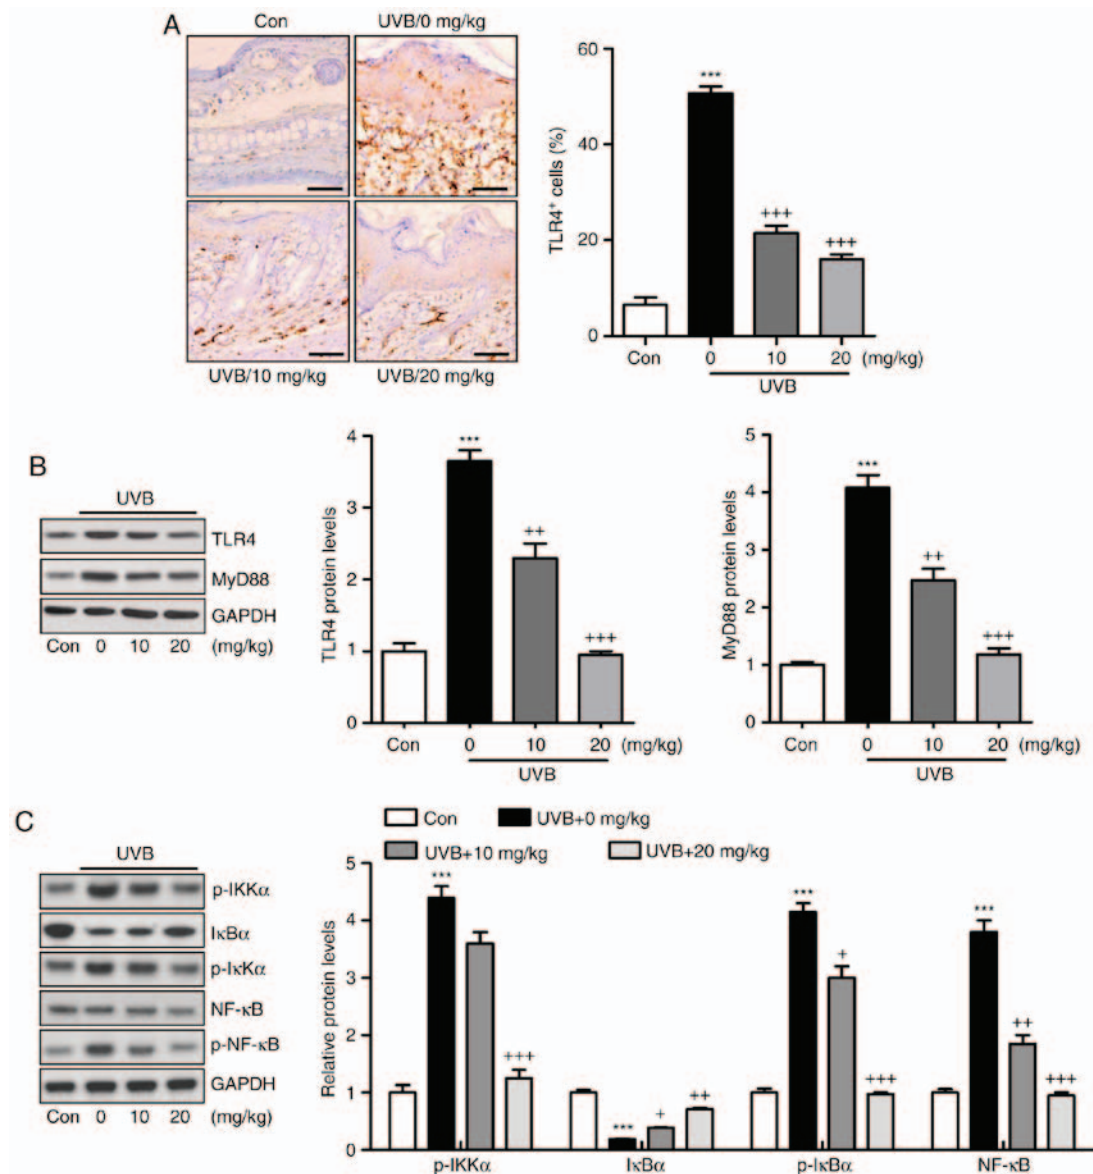 A
Con
UVB/0 mg/kg
UVB/10 mg/kg
UVB/20 mg/kg
TLR4⁺ cells (%)
60
40
20
0
***
+++
+++
Con
0
10
20
(mg/kg)
UVB
B
UVB
TLR4
MyD88
GAPDH
Con 0 10 20 (mg/kg)
TLR4 protein levels
4
3
2
1
0
***
++
+++
Con 0 10 20 (mg/kg)
UVB
MyD88 protein levels
5
4
3
2
1
0
***
++
+++
Con 0 10 20 (mg/kg)
UVB
C
UVB
p-IKKα
IκBα
p-IκKα
NF-κB
p-NF-κB
GAPDH
Con 0 10 20 (mg/kg)
Con UVB+0 mg/kg
UVB+10 mg/kg UVB+20 mg/kg
Relative protein levels
5
4
3
2
1
0
*** +++
*** + ++
*** + +++
*** ++ +++
p-IKKα IκBα p-IκBα NF-κB